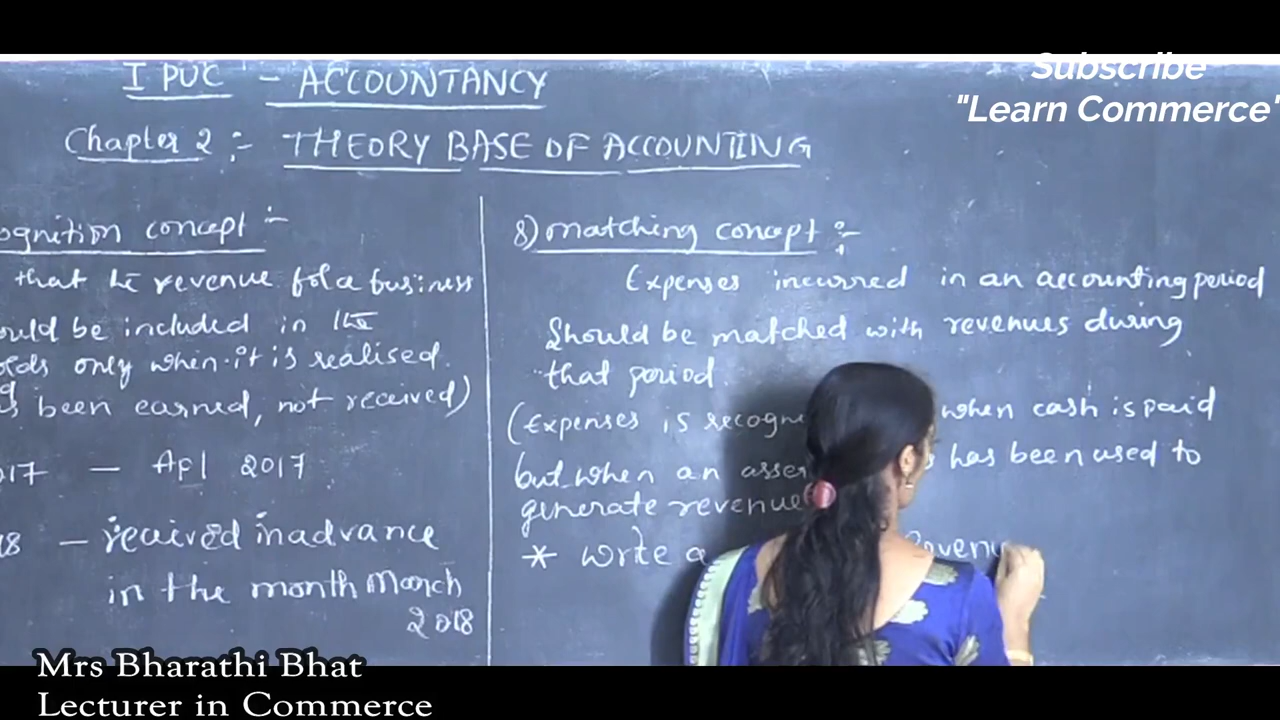 Subscribe
"Learn Commerce"
I PUC - ACCOUNTANCY
Chapter 2 :- THEORY BASE OF ACCOUNTING
ognition concept :-
that the revenue for a business
ould be included in the
only when it is realised.
been earned, not received)
017 - Apl 2017
18 - received in advance
in the month March
2018
8) matching concept :-
Expenses incurred in an accounting period
Should be matched with revenues during
that period.
(Expenses is recogn when cash is paid
but when an asse has been used to
generate revenue
* Write a Revenu
Mrs Bharathi Bhat
Lecturer in Commerce